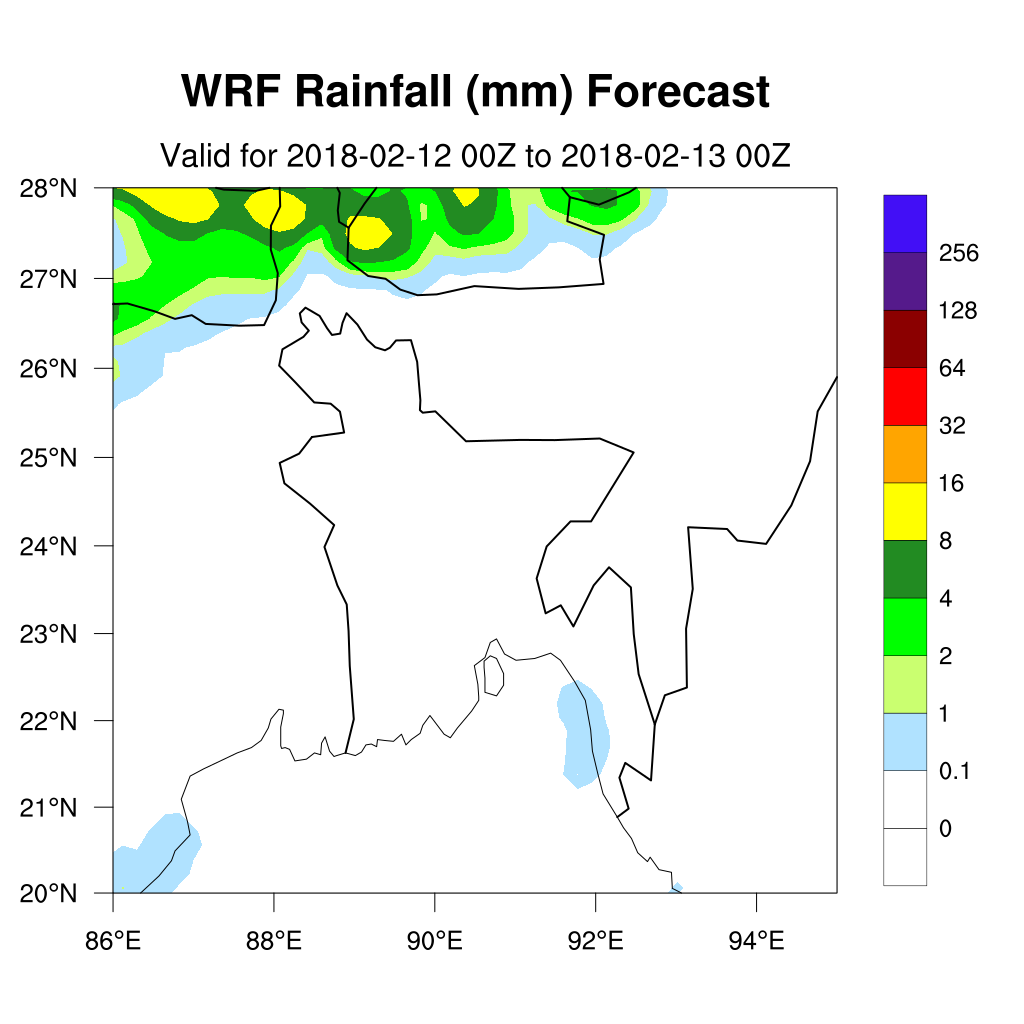 WRF Rainfall (mm) Forecast
Valid for 2018-02-12 00Z to 2018-02-13 00Z
28°N
27°N
26°N
25°N
24°N
23°N
22°N
21°N
20°N
86°E
88°E
90°E
92°E
94°E
256
128
64
32
16
8
4
2
1
0.1
0